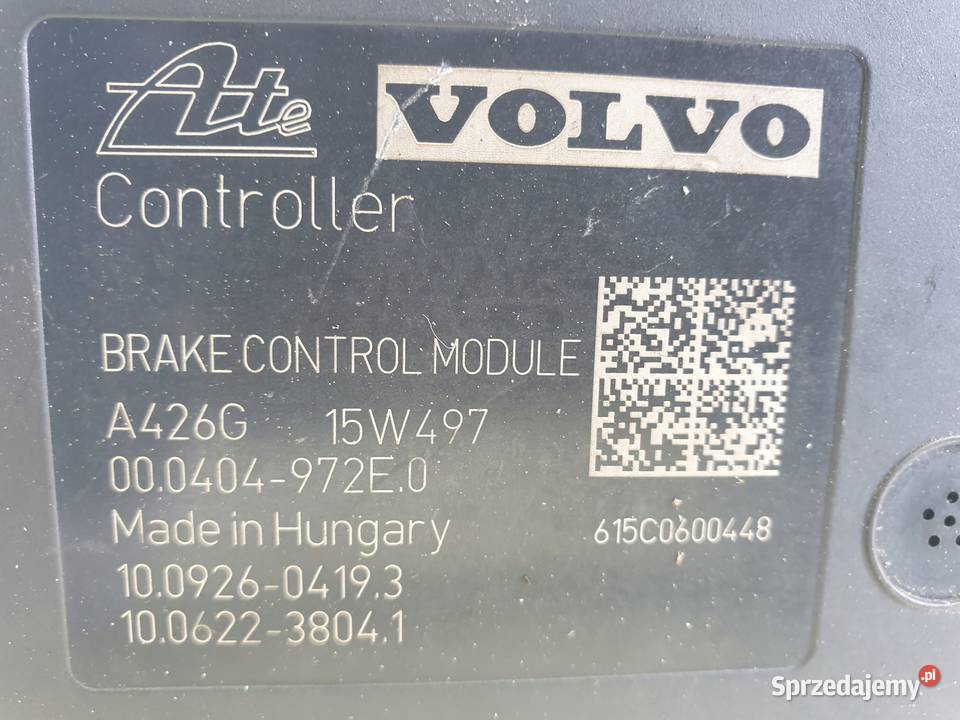 Ate VOLVO
Controller
BRAKE CONTROL MODULE
A426G 15W497
00.0404-972E.0
Made in Hungary
615C0600448
10.0926-0419.3
10.0622-3804.1
Sprzedajemy.pl